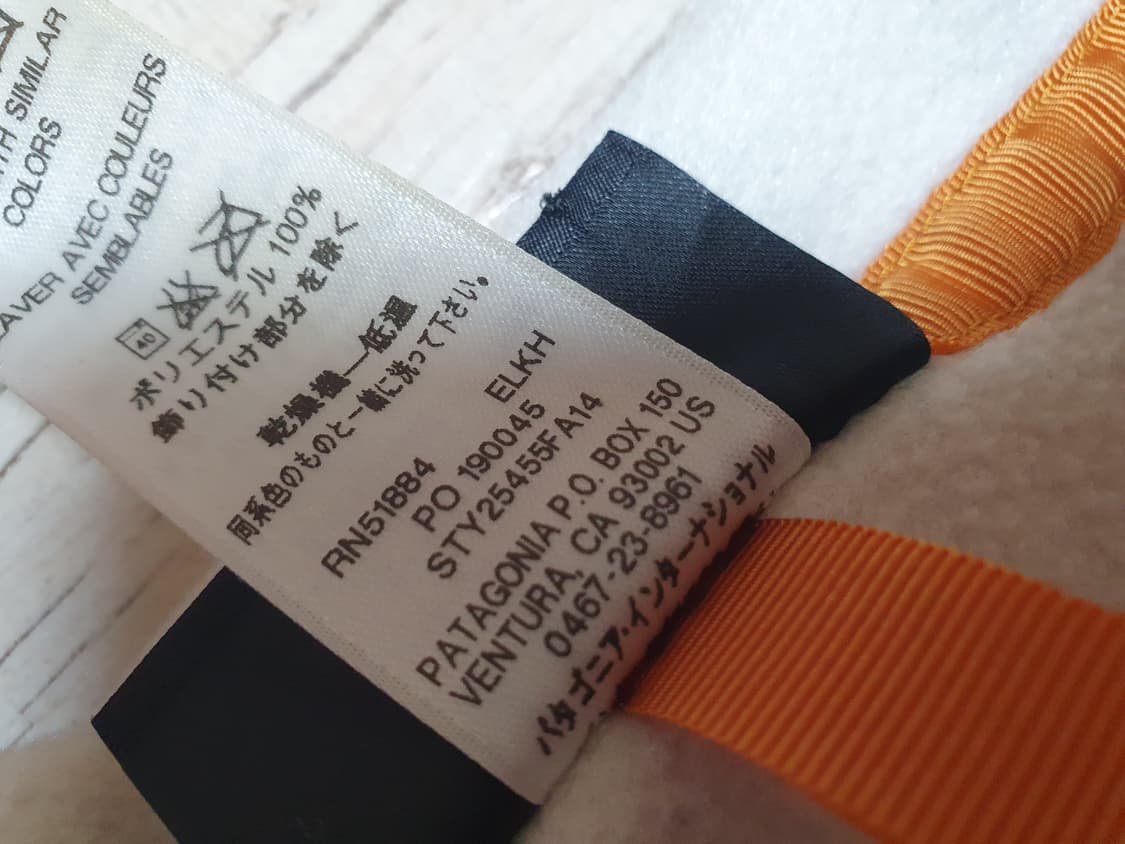 WITH SIMILAR
COLORS
LAVER AVEC COULEURS
SEMBLABLES
40
ポリエステル 100%
飾り付け部分を除く
乾燥機―低温
同系色のものと一緒に洗って下さい。
RN51884 ELKH
PO 190045
STY25455FA14
PATAGONIA P.O. BOX 150
VENTURA, CA 93002 US
0467-23-8961
パタゴニア・インターナショナル